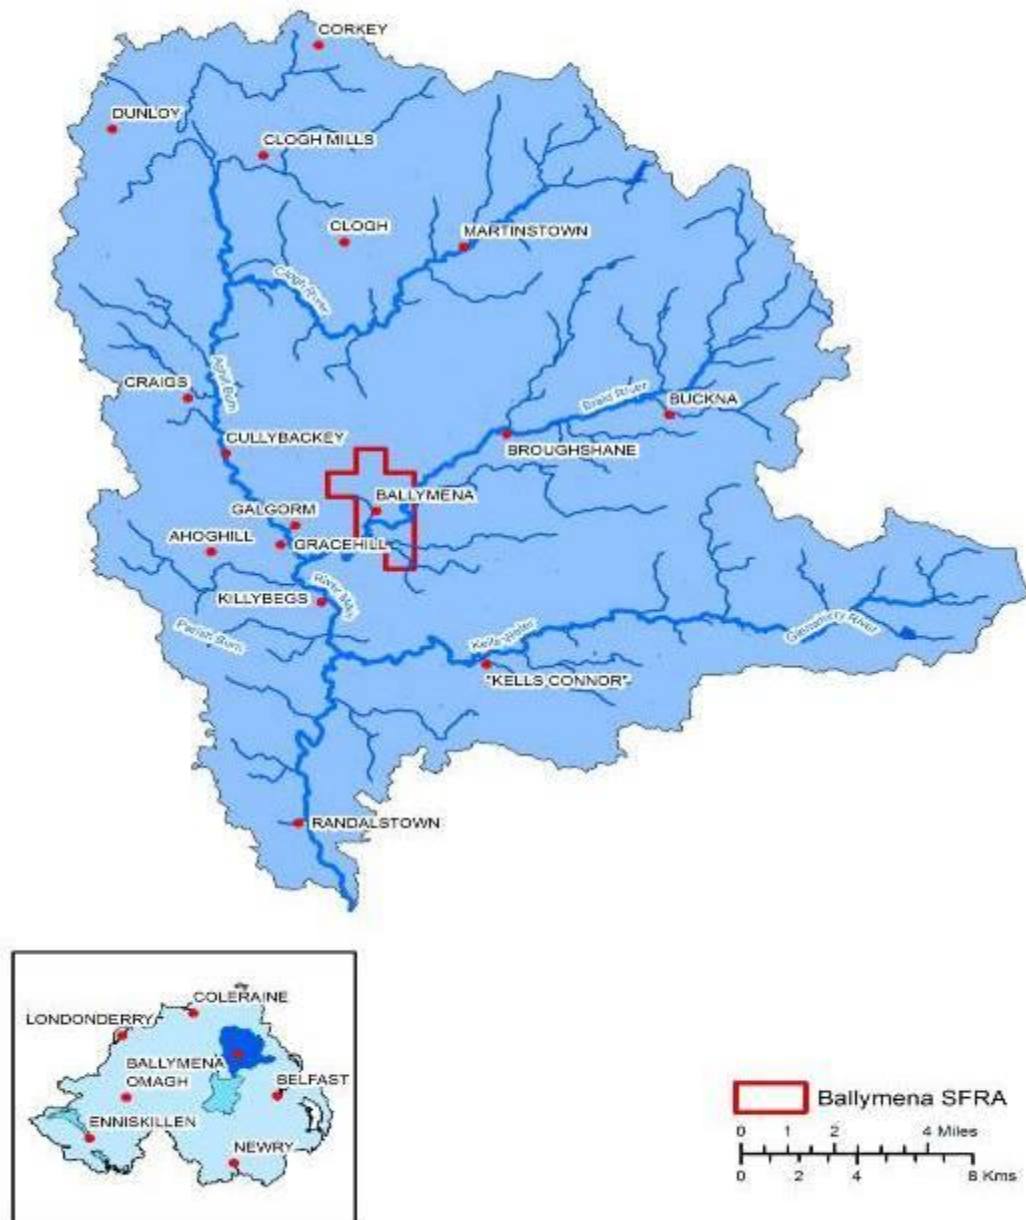 CORKEY
DUNLOY
CLOGH MILLS
CLOGH
MARTINSTOWN
Clogh River
CRAIGS
Braid River
BUCKNA
CULLYBACKEY
BROUGHSHANE
BALLYMENA
GALGORM
AHOGHILL
GRACEHILL
River Main
KILLYBEGS
Kells Water
Glenwhirry River
"KELLS CONNOR"
RANDALSTOWN
COLERAINE
LONDONDERRY
BALLYMENA
OMAGH
BELFAST
ENNISKILLEN
NEWRY
Ballymena SFRA
0 1 2 4 Miles
0 2 4 8 Kms